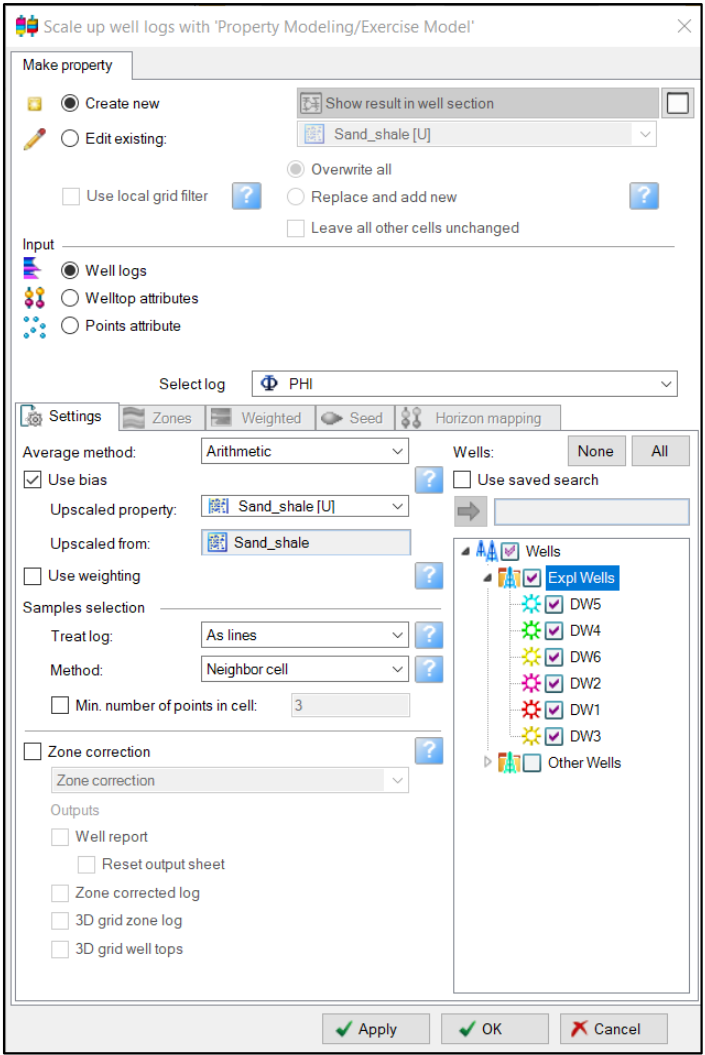 Scale up well logs with 'Property Modeling/Exercise Model'
Make property
Create new
Show result in well section
Edit existing:
Sand_shale [U]
Overwrite all
Use local grid filter
?
Replace and add new
?
Leave all other cells unchanged
Input
Well logs
Welltop attributes
Points attribute
Select log
Φ PHI
Settings
Zones
Weighted
Seed
Horizon mapping
Average method:
Arithmetic
Use bias
?
Upscaled property:
Sand_shale [U]
Upscaled from:
Sand_shale
Use weighting
?
Samples selection
Treat log:
As lines
?
Method:
Neighbor cell
?
Min. number of points in cell:
3
Zone correction
?
Zone correction
Outputs
Well report
Reset output sheet
Zone corrected log
3D grid zone log
3D grid well tops
Wells:
None
All
Use saved search
Wells
Expl Wells
DW5
DW4
DW6
DW2
DW1
DW3
Other Wells
Apply
OK
Cancel